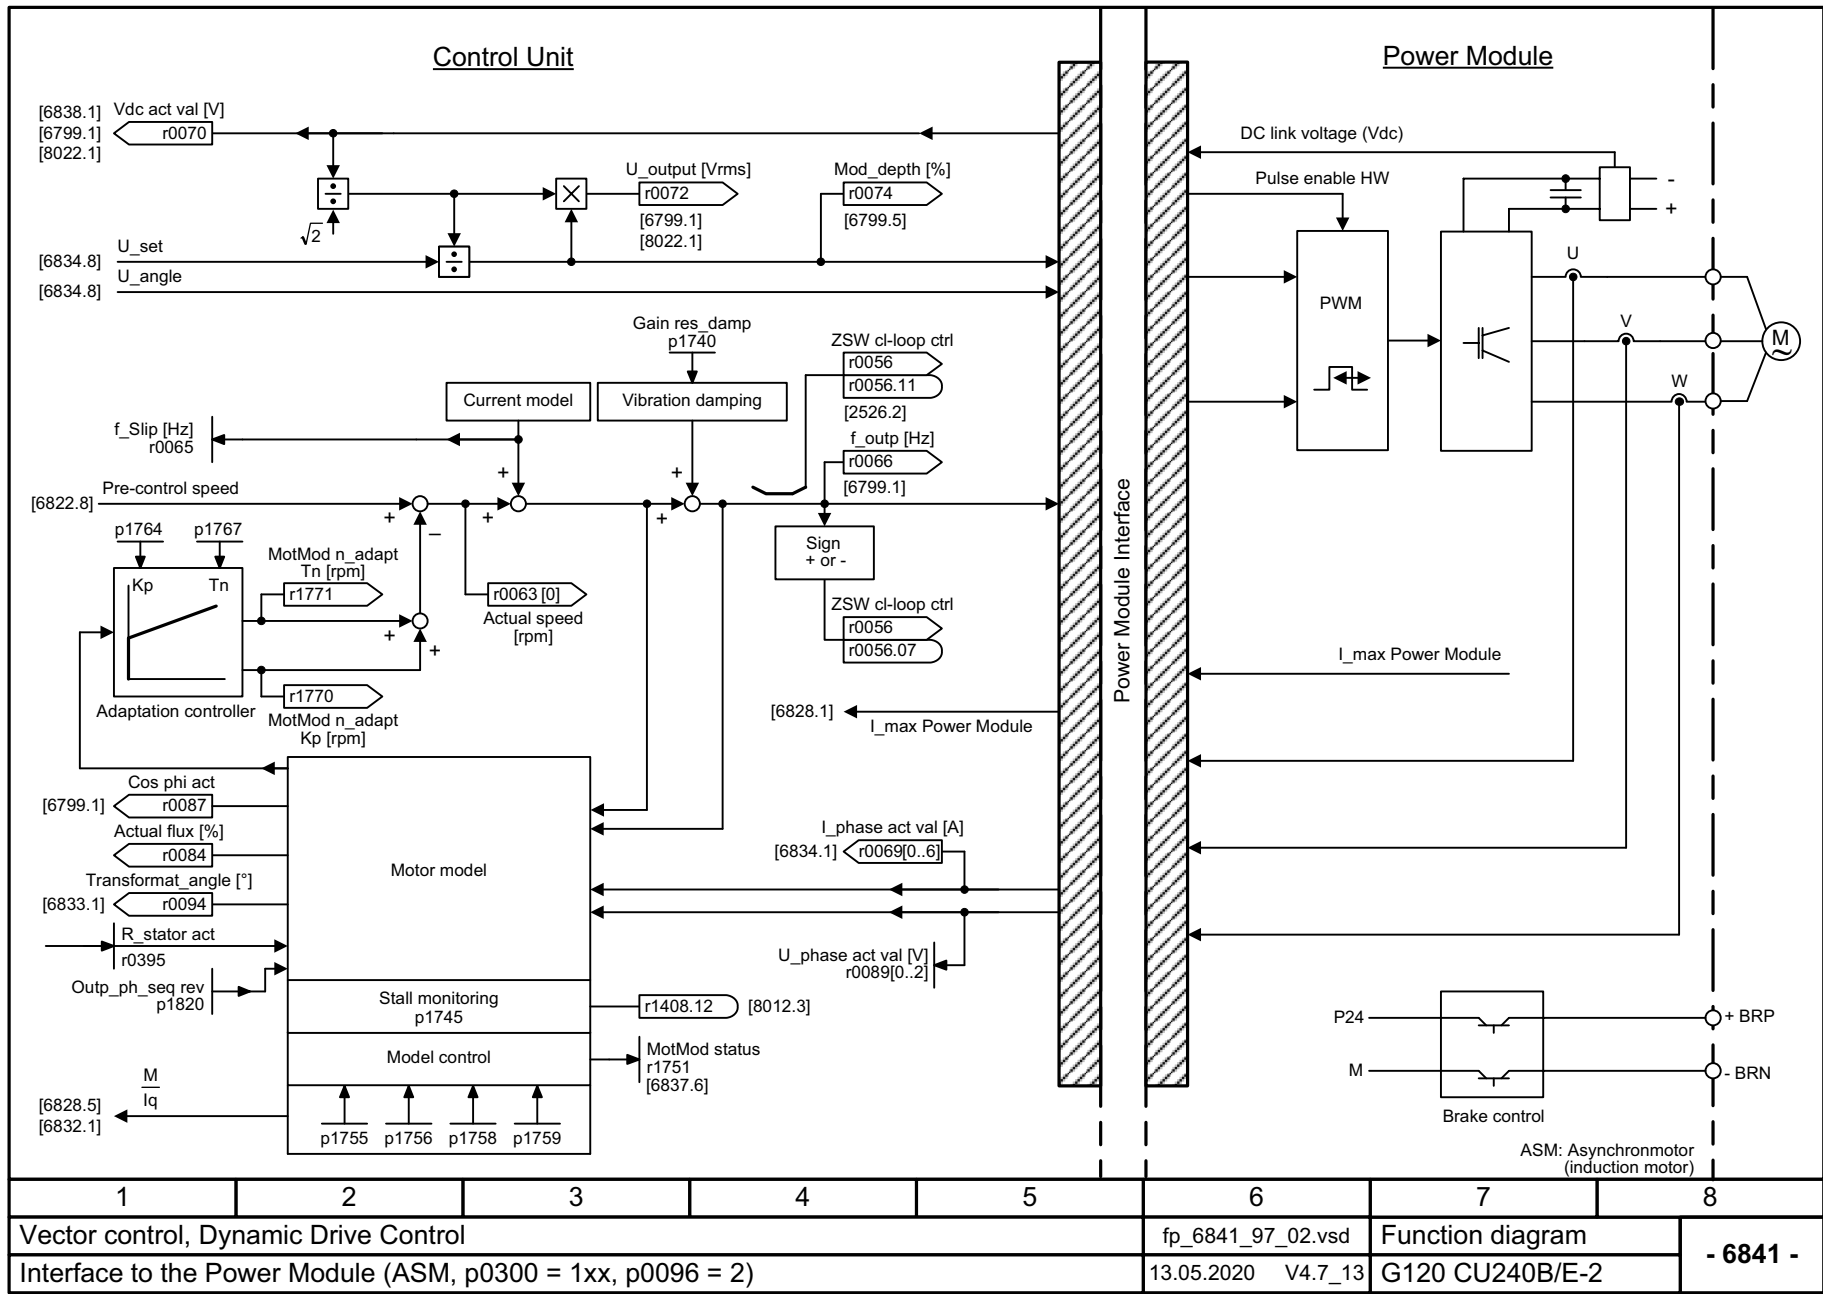 Control Unit
Power Module
[6838.1]
[6799.1]
[8022.1]
Vdc act val [V]
r0070
DC link voltage (Vdc)
÷
√2
×
U_output [Vrms]
r0072
[6799.1]
[8022.1]
Mod_depth [%]
r0074
[6799.5]
Pulse enable HW
-
+
[6834.8]
U_set
÷
[6834.8]
U_angle
PWM
U
V
W
M
~
Gain res_damp
p1740
ZSW cl-loop ctrl
r0056
r0056.11
[2526.2]
Current model
Vibration damping
f_Slip [Hz]
r0065
f_outp [Hz]
r0066
[6799.1]
+
+
[6822.8]
Pre-control speed
+
–
+
+
p1764
p1767
Kp
Tn
MotMod n_adapt
Tn [rpm]
r1771
+
+
r0063 [0]
Actual speed
[rpm]
Sign
+ or -
ZSW cl-loop ctrl
r0056
r0056.07
Power Module Interface
I_max Power Module
Adaptation controller
r1770
MotMod n_adapt
Kp [rpm]
[6828.1]
I_max Power Module
Cos phi act
[6799.1]
r0087
Actual flux [%]
r0084
Transformat_angle [°]
[6833.1]
r0094
R_stator act
r0395
Outp_ph_seq rev
p1820
Motor model
I_phase act val [A]
[6834.1]
r0069[0..6]
U_phase act val [V]
r0089[0..2]
Stall monitoring
p1745
r1408.12
[8012.3]
Model control
MotMod status
r1751
[6837.6]
M
Iq
[6828.5]
[6832.1]
p1755
p1756
p1758
p1759
P24
+ BRP
M
- BRN
Brake control
ASM: Asynchronmotor
(induction motor)
1
2
3
4
5
6
7
8
Vector control, Dynamic Drive Control
fp_6841_97_02.vsd
Function diagram
- 6841 -
Interface to the Power Module (ASM, p0300 = 1xx, p0096 = 2)
13.05.2020
V4.7_13
G120 CU240B/E-2